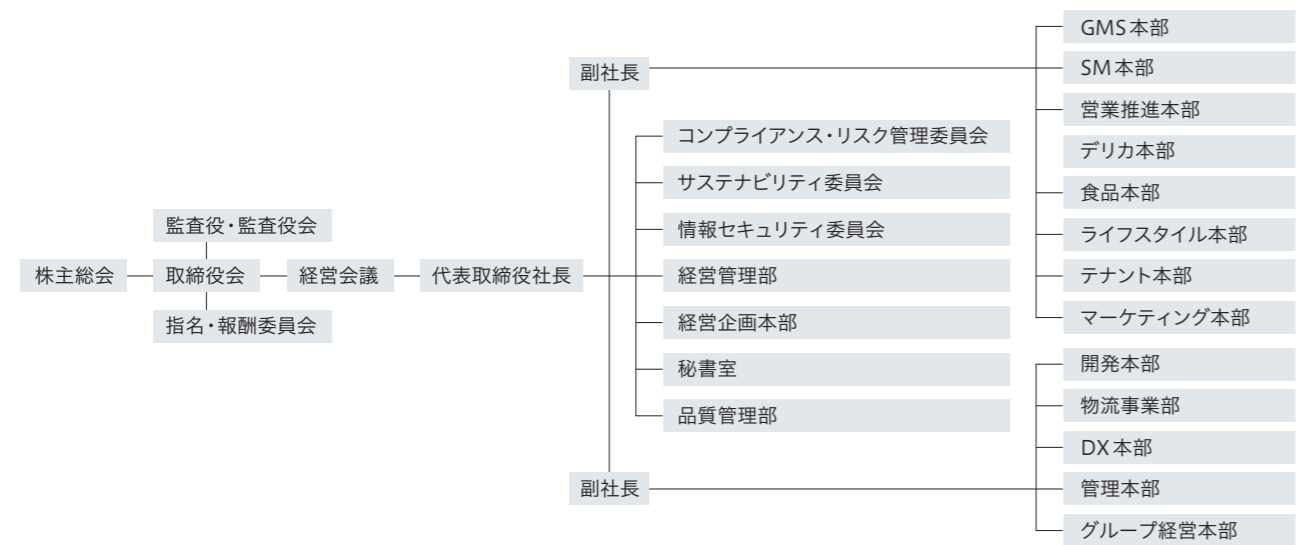 株主総会
監査役・監査役会
取締役会
指名・報酬委員会
経営会議
代表取締役社長
副社長
コンプライアンス・リスク管理委員会
サステナビリティ委員会
情報セキュリティ委員会
経営管理部
経営企画本部
秘書室
品質管理部
副社長
GMS本部
SM本部
営業推進本部
デリカ本部
食品本部
ライフスタイル本部
テナント本部
マーケティング本部
開発本部
物流事業部
DX本部
管理本部
グループ経営本部